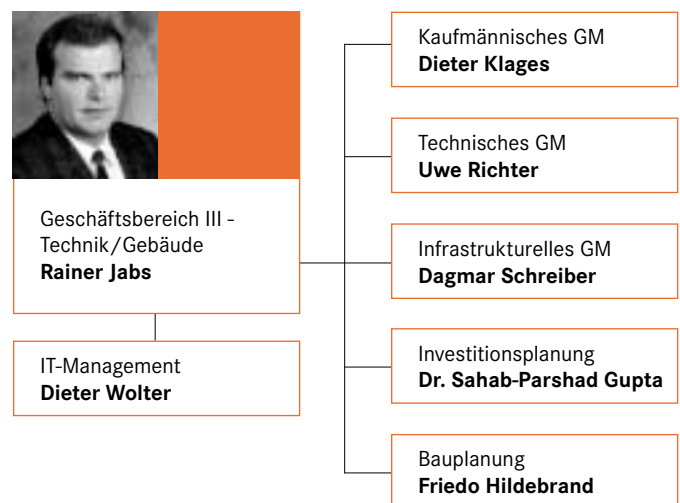 Geschäftsbereich III -
Technik/Gebäude
Rainer Jabs
IT-Management
Dieter Wolter
Kaufmännisches GM
Dieter Klages
Technisches GM
Uwe Richter
Infrastrukturelles GM
Dagmar Schreiber
Investitionsplanung
Dr. Sahab-Parshad Gupta
Bauplanung
Friedo Hildebrand